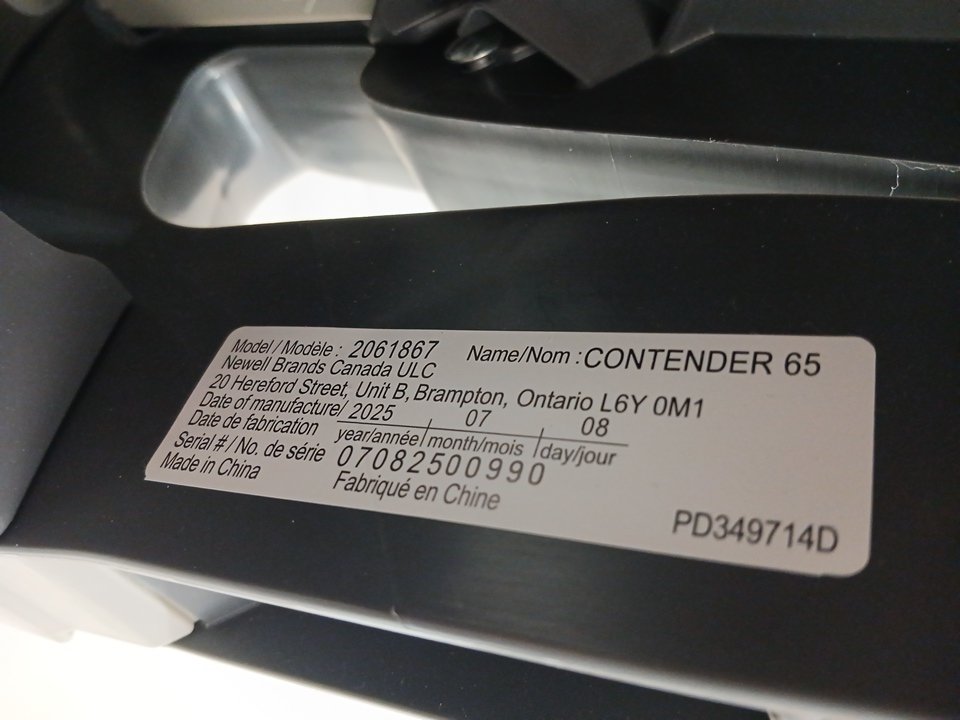 Model / Modèle : 2061867 Name/Nom : CONTENDER 65
Newell Brands Canada ULC
20 Hereford Street, Unit B, Brampton, Ontario L6Y 0M1
Date of manufacture/ 2025 07 08
Date de fabrication year/année month/mois day/jour
Serial # / No. de série 07082500990
Made in China Fabriqué en Chine
PD349714D